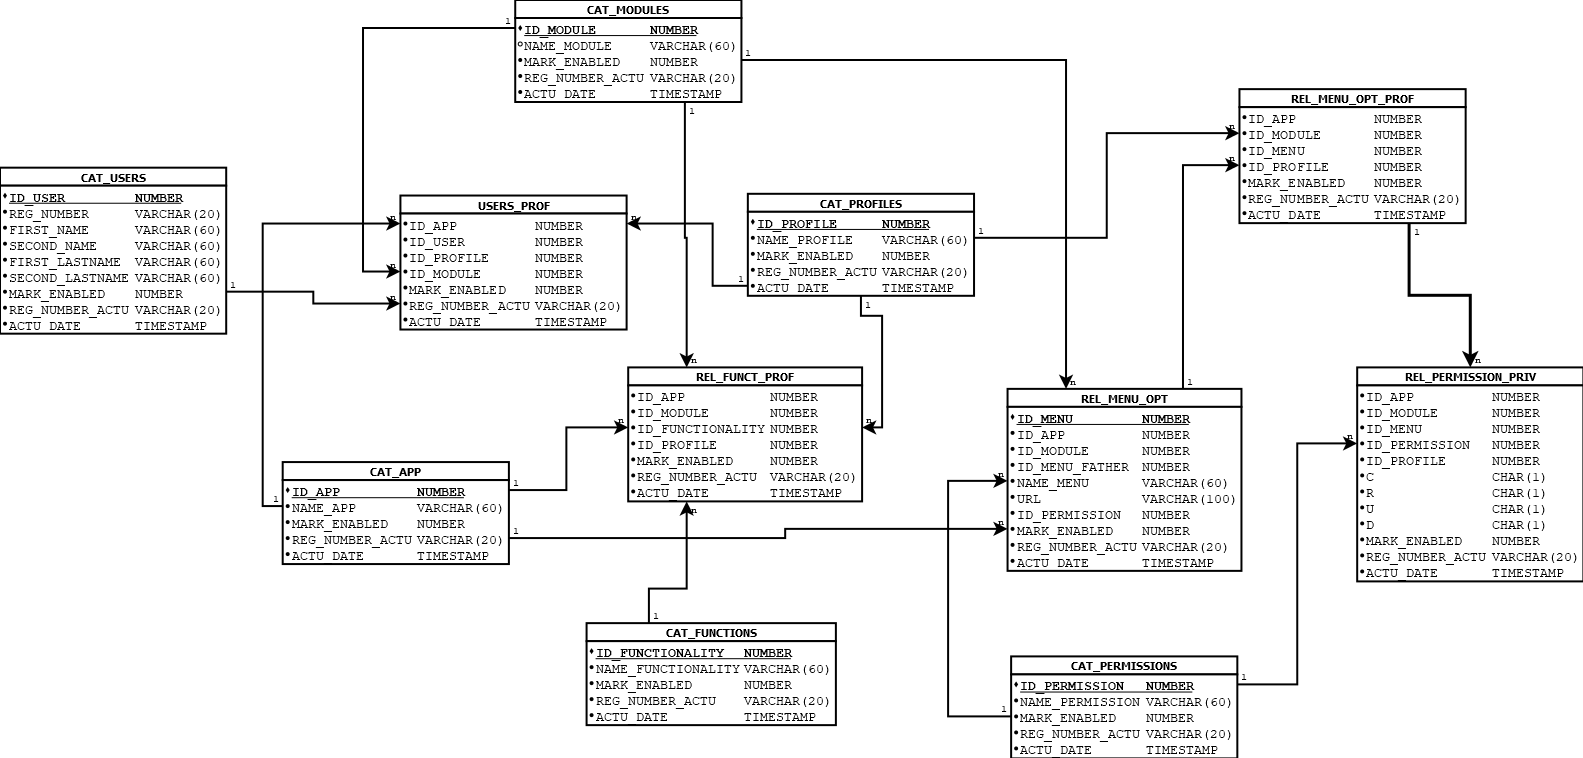 CAT_MODULES
ID_MODULE NUMBER
NAME_MODULE VARCHAR(60)
MARK_ENABLED NUMBER
REG_NUMBER_ACTU VARCHAR(20)
ACTU_DATE TIMESTAMP
1
1
1
REL_MENU_OPT_PROF
ID_APP NUMBER
ID_MODULE NUMBER
ID_MENU NUMBER
ID_PROFILE NUMBER
MARK_ENABLED NUMBER
REG_NUMBER_ACTU VARCHAR(20)
ACTU_DATE TIMESTAMP
n
n
1
CAT_USERS
ID_USER NUMBER
REG_NUMBER VARCHAR(20)
FIRST_NAME VARCHAR(60)
SECOND_NAME VARCHAR(60)
FIRST_LASTNAME VARCHAR(60)
SECOND_LASTNAME VARCHAR(60)
MARK_ENABLED NUMBER
REG_NUMBER_ACTU VARCHAR(20)
ACTU_DATE TIMESTAMP
1
USERS_PROF
ID_APP NUMBER
ID_USER NUMBER
ID_PROFILE NUMBER
ID_MODULE NUMBER
MARK_ENABLED NUMBER
REG_NUMBER_ACTU VARCHAR(20)
ACTU_DATE TIMESTAMP
n
n
n
n
CAT_PROFILES
ID_PROFILE NUMBER
NAME_PROFILE VARCHAR(60)
MARK_ENABLED NUMBER
REG_NUMBER_ACTU VARCHAR(20)
ACTU_DATE TIMESTAMP
1
1
1
REL_FUNCT_PROF
ID_APP NUMBER
ID_MODULE NUMBER
ID_FUNCTIONALITY NUMBER
ID_PROFILE NUMBER
MARK_ENABLED NUMBER
REG_NUMBER_ACTU VARCHAR(20)
ACTU_DATE TIMESTAMP
n
n
n
n
REL_MENU_OPT
ID_MENU NUMBER
ID_APP NUMBER
ID_MODULE NUMBER
ID_MENU_FATHER NUMBER
NAME_MENU VARCHAR(60)
URL VARCHAR(100)
ID_PERMISSION NUMBER
MARK_ENABLED NUMBER
REG_NUMBER_ACTU VARCHAR(20)
ACTU_DATE TIMESTAMP
n
1
n
n
REL_PERMISSION_PRIV
ID_APP NUMBER
ID_MODULE NUMBER
ID_MENU NUMBER
ID_PERMISSION NUMBER
ID_PROFILE NUMBER
C CHAR(1)
R CHAR(1)
U CHAR(1)
D CHAR(1)
MARK_ENABLED NUMBER
REG_NUMBER_ACTU VARCHAR(20)
ACTU_DATE TIMESTAMP
n
n
CAT_APP
ID_APP NUMBER
NAME_APP VARCHAR(60)
MARK_ENABLED NUMBER
REG_NUMBER_ACTU VARCHAR(20)
ACTU_DATE TIMESTAMP
1
1
1
CAT_FUNCTIONS
ID_FUNCTIONALITY NUMBER
NAME_FUNCTIONALITY VARCHAR(60)
MARK_ENABLED NUMBER
REG_NUMBER_ACTU VARCHAR(20)
ACTU_DATE TIMESTAMP
1
CAT_PERMISSIONS
ID_PERMISSION NUMBER
NAME_PERMISSION VARCHAR(60)
MARK_ENABLED NUMBER
REG_NUMBER_ACTU VARCHAR(20)
ACTU_DATE TIMESTAMP
1
1